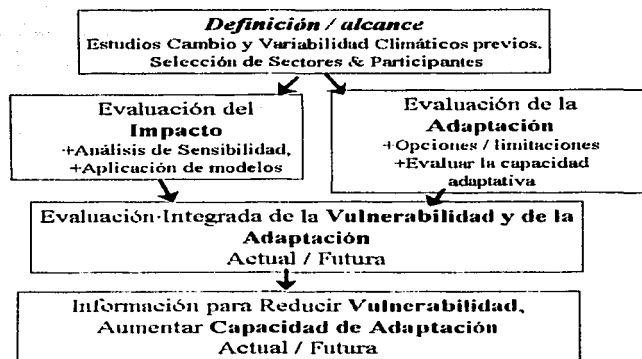 Definición / alcance
Estudios Cambio y Variabilidad Climáticos previos.
Selección de Sectores & Participantes
Evaluación del
Impacto
+Análisis de Sensibilidad,
+Aplicación de modelos
Evaluación de la
Adaptación
+Opciones / limitaciones
+Evaluar la capacidad
adaptativa
Evaluación·Integrada de la Vulnerabilidad y de la
Adaptación
Actual / Futura
Información para Reducir Vulnerabilidad,
Aumentar Capacidad de Adaptación
Actual / Futura